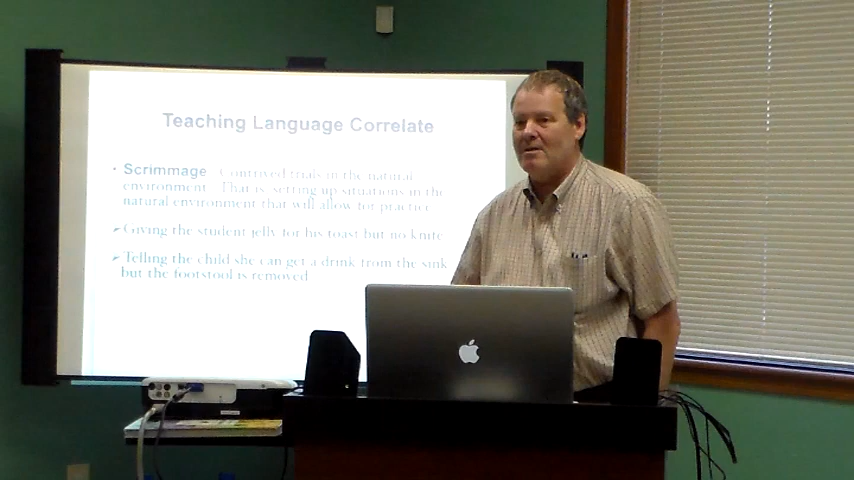 Teaching Language Correlate
• Scrimmage Contrived trials in the natural
environment. That is, setting up situations in the
natural environment that will allow for practice
➢ Giving the student jelly for his toast but no knife
➢ Telling the child she can get a drink from the sink
but the footstool is removed